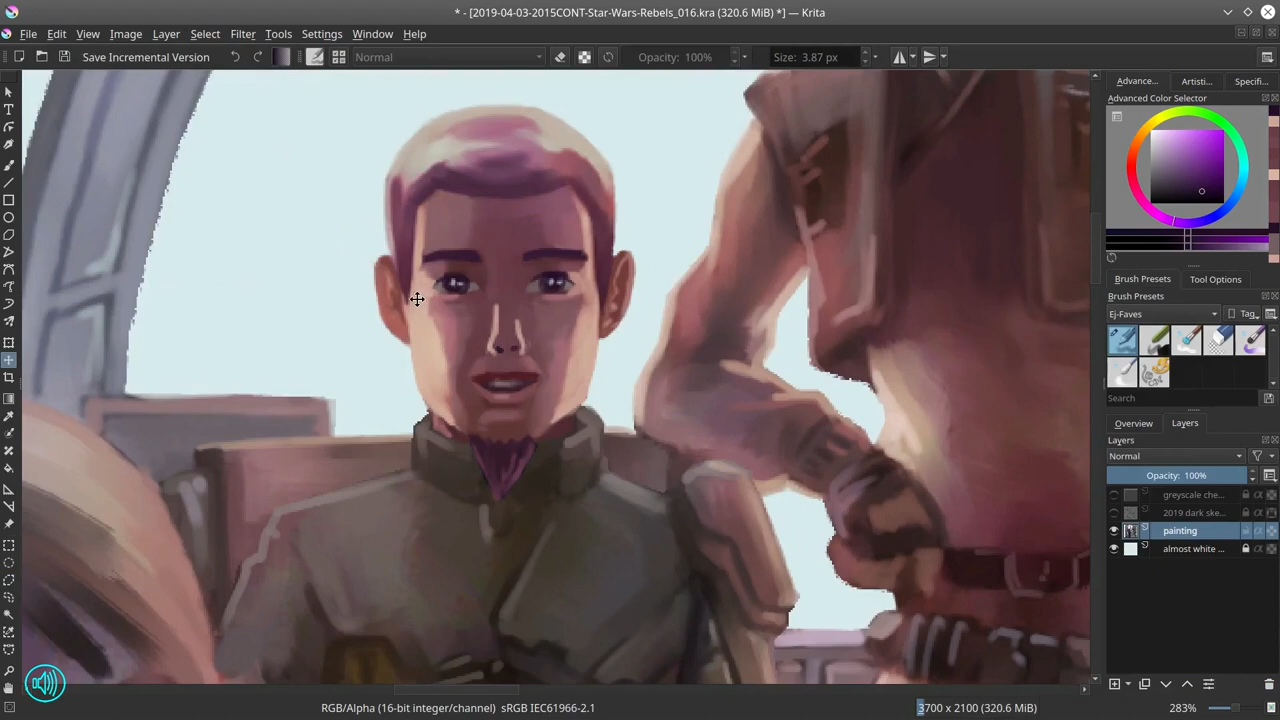 * - [2019-04-03-2015CONT-Star-Wars-Rebels_016.kra (320.6 MiB) *] — Krita
File Edit View Image Layer Select Filter Tools Settings Window Help
Save Incremental Version Normal Opacity: 100% Size: 3.87 px
Advance... Artisti... Specifi...
Advanced Color Selector
Brush Presets Tool Options
Brush Presets
Ej-Faves Tag
Search
Overview Layers
Layers
Normal
Opacity: 100%
greyscale che...
2019 dark ske...
painting
almost white ...
RGB/Alpha (16-bit integer/channel) sRGB IEC61966-2.1 3700 x 2100 (320.6 MiB) 283%